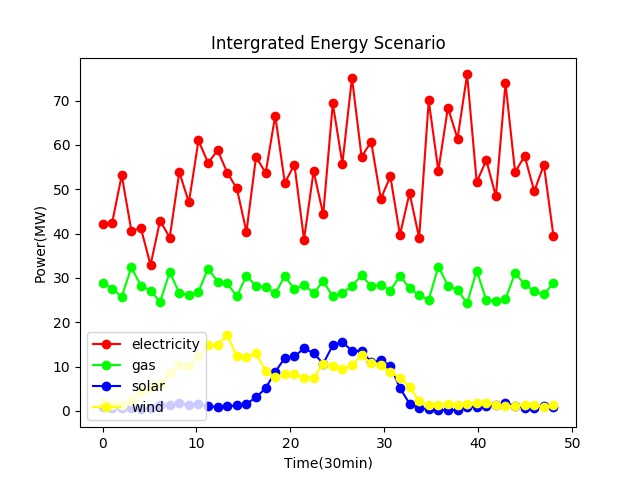 Intergrated Energy Scenario
Power(MW)
70
60
50
40
30
20
10
0
electricity
gas
solar
wind
0 10 20 30 40 50
Time(30min)